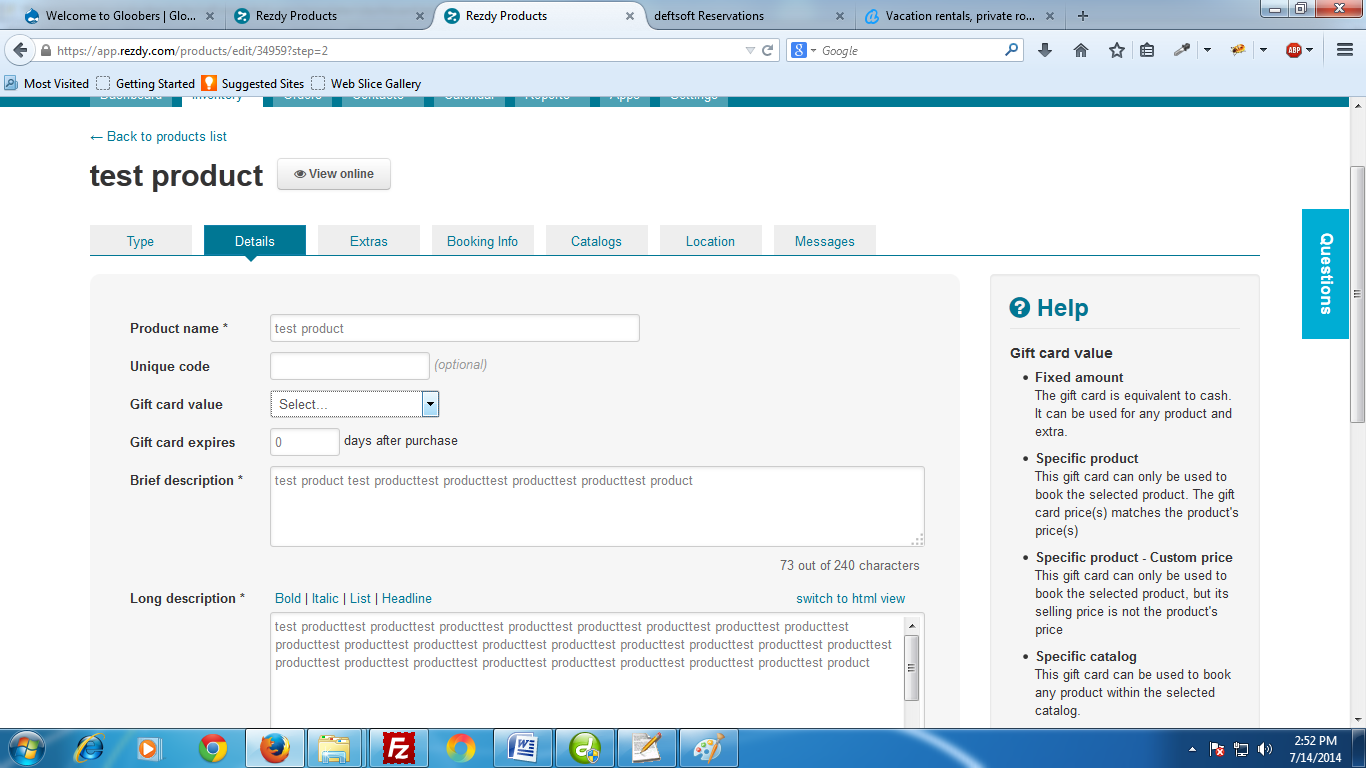 Welcome to Gloobers | Glo...
Rezdy Products
Rezdy Products
deftsoft Reservations
Vacation rentals, private ro...
https://app.rezdy.com/products/edit/34959?step=2
Google
Most Visited
Getting Started
Suggested Sites
Web Slice Gallery
Dashboard
Inventory
Orders
Contacts
Calendar
Reports
Apps
Settings
← Back to products list
test product
View online
Type
Details
Extras
Booking Info
Catalogs
Location
Messages
Questions
Product name *
test product
Unique code
(optional)
Gift card value
Select...
Gift card expires
0
days after purchase
Brief description *
test product test producttest producttest producttest producttest product
73 out of 240 characters
Long description *
Bold | Italic | List | Headline
switch to html view
test producttest producttest producttest producttest producttest producttest producttest producttest
producttest producttest producttest producttest producttest producttest producttest producttest producttest
producttest producttest producttest producttest producttest producttest producttest producttest product
Help
Gift card value
• Fixed amount
The gift card is equivalent to cash.
It can be used for any product and
extra.
• Specific product
This gift card can only be used to
book the selected product. The gift
card price(s) matches the product's
price(s)
• Specific product - Custom price
This gift card can only be used to
book the selected product, but its
selling price is not the product's
price
• Specific catalog
This gift card can be used to book
any product within the selected
catalog.
2:52 PM
7/14/2014